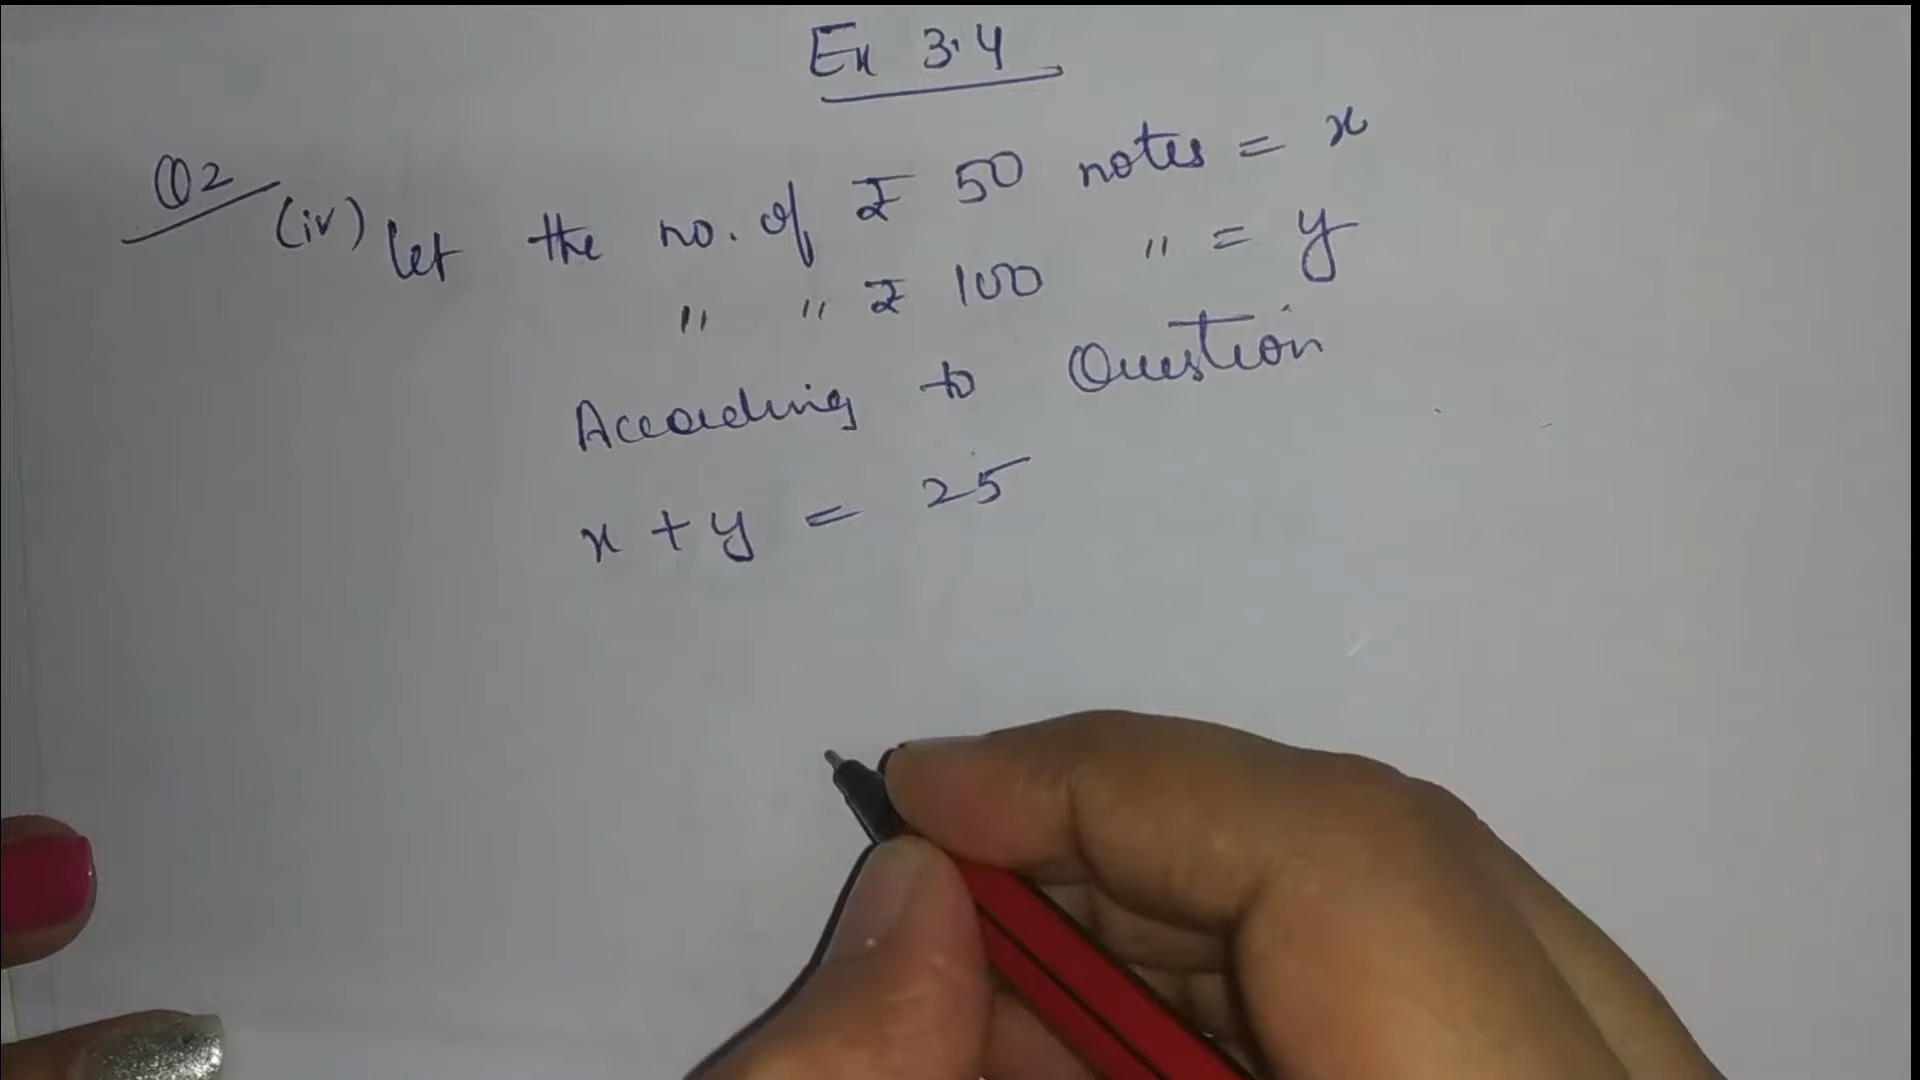 Ex 3.4
Q2
(iv) let the no. of ₹ 50 notes = x
" " ₹ 100 " = y
According to Question
x + y = 25